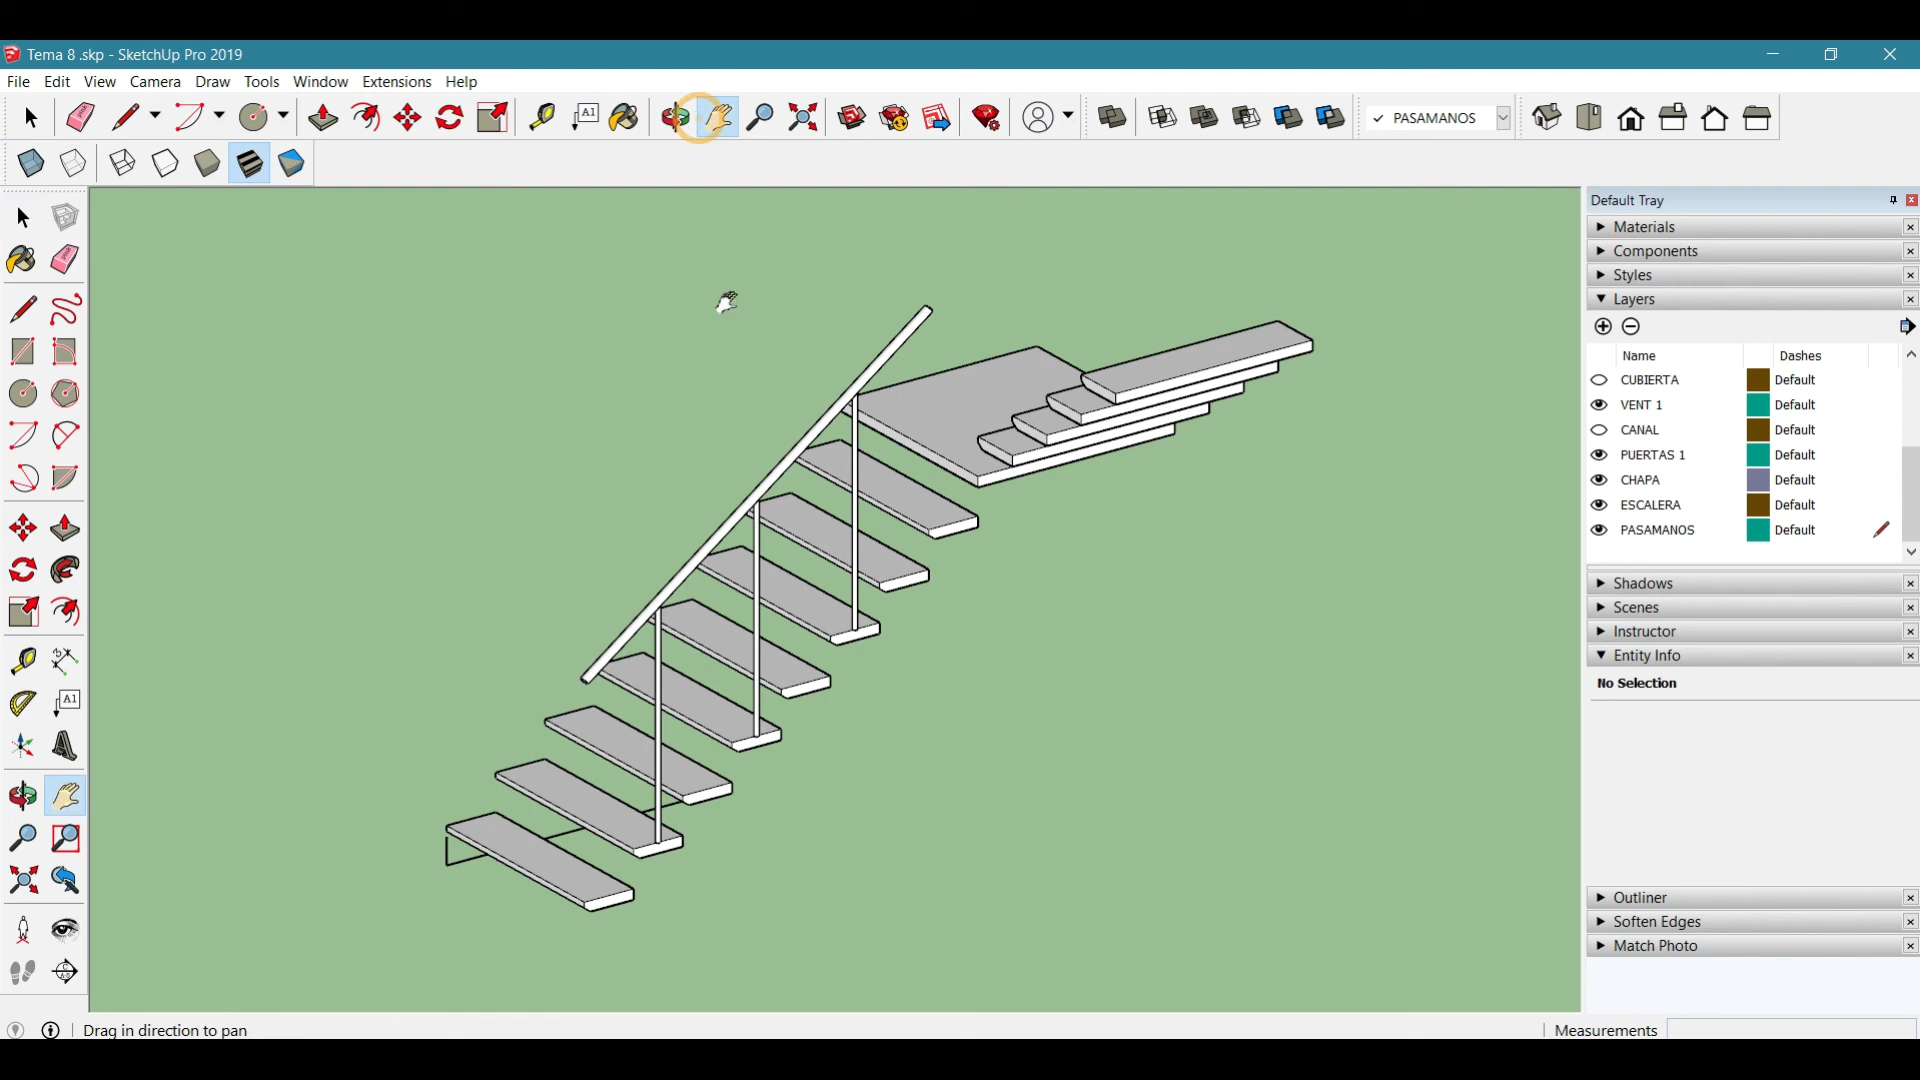 Tema 8 .skp - SketchUp Pro 2019
File Edit View Camera Draw Tools Window Extensions Help
A1
✓ PASAMANOS
Default Tray
Materials
Components
Styles
Layers
Name Dashes
CUBIERTA Default
VENT 1 Default
CANAL Default
PUERTAS 1 Default
CHAPA Default
ESCALERA Default
PASAMANOS Default
Shadows
Scenes
Instructor
Entity Info
No Selection
A1
Outliner
Soften Edges
Match Photo
Drag in direction to pan
Measurements